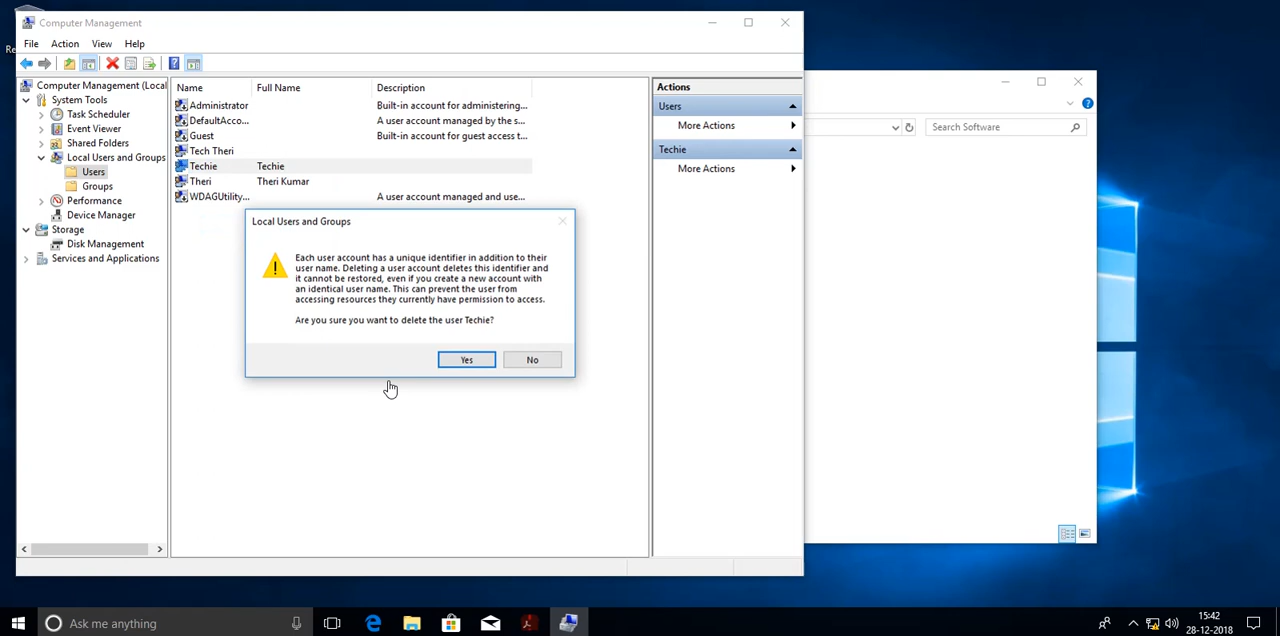 Computer Management
File Action View Help
Computer Management (Local
System Tools
Task Scheduler
Event Viewer
Shared Folders
Local Users and Groups
Users
Groups
Performance
Device Manager
Storage
Disk Management
Services and Applications
Name Full Name Description
Administrator Built-in account for administering...
DefaultAcco... A user account managed by the s...
Guest Built-in account for guest access t...
Tech Theri
Techie Techie
Theri Theri Kumar
WDAGUtility... A user account managed and use...
Actions
Users
More Actions
Techie
More Actions
Local Users and Groups
Each user account has a unique identifier in addition to their
user name. Deleting a user account deletes this identifier and
it cannot be restored, even if you create a new account with
an identical user name. This can prevent the user from
accessing resources they currently have permission to access.
Are you sure you want to delete the user Techie?
Yes No
Search Software
Ask me anything
15:42
28-12-2018